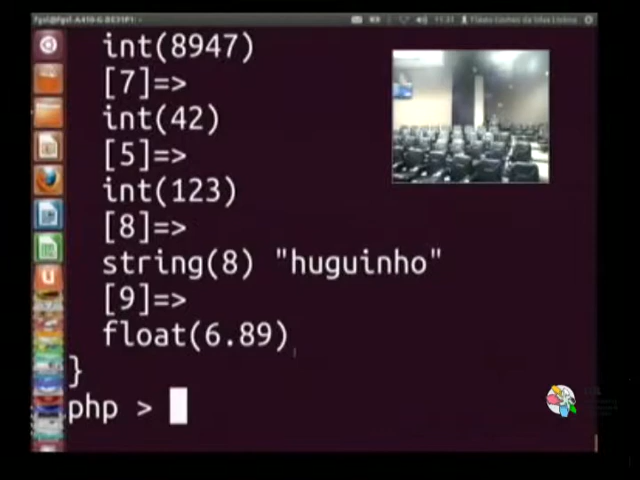 int(8947)
[7]=>
int(42)
[5]=>
int(123)
[8]=>
string(8) "huguinho"
[9]=>
float(6.89)
}
php >